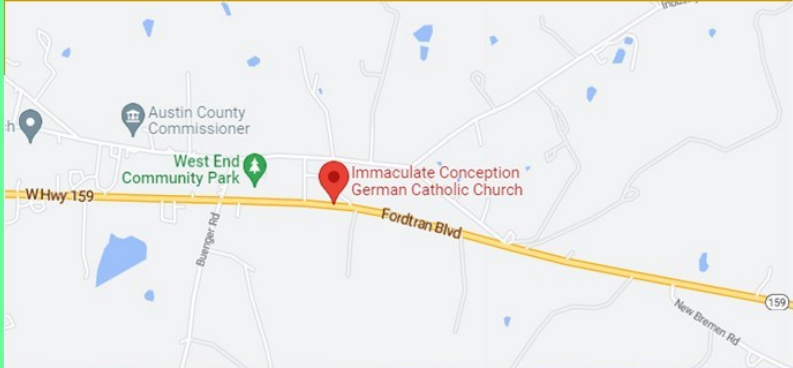 Austin County
Commissioner
West End
Community Park
Immaculate Conception
German Catholic Church
W Hwy 159
Fordtran Blvd
Buenger Rd
159
New Bremen Rd